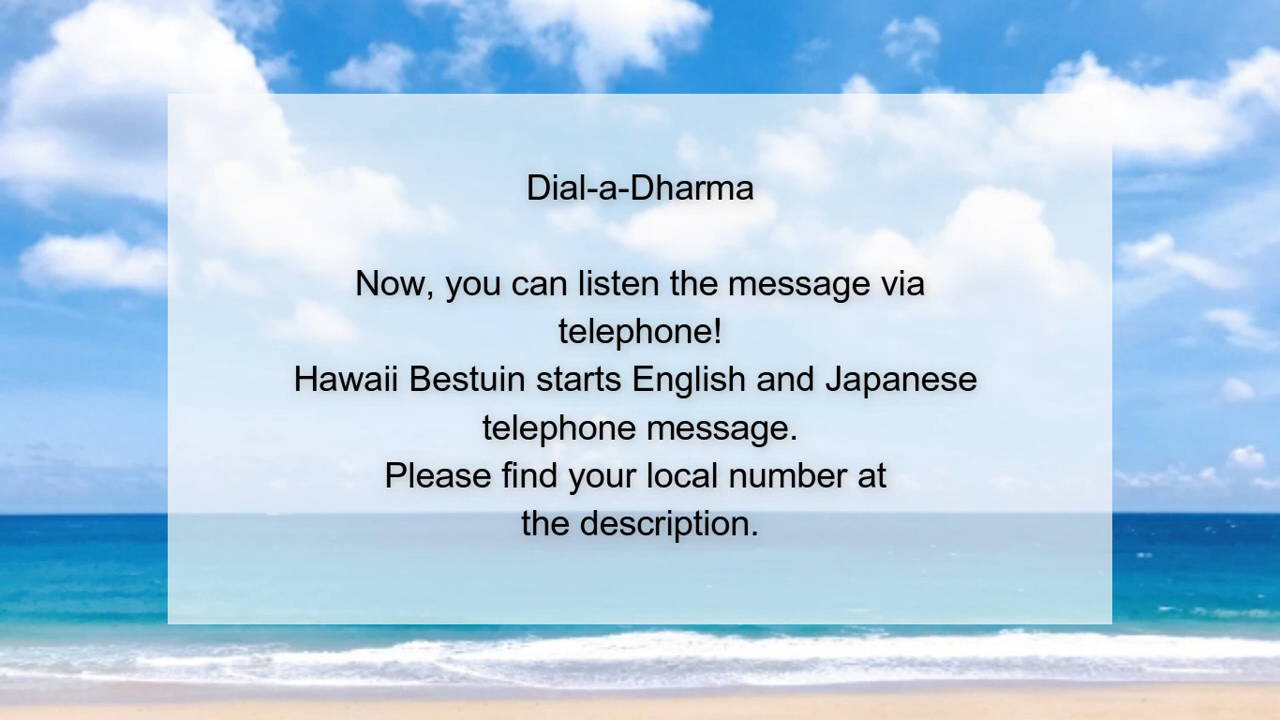 Dial-a-Dharma
Now, you can listen the message via
telephone!
Hawaii Bestuin starts English and Japanese
telephone message.
Please find your local number at
the description.